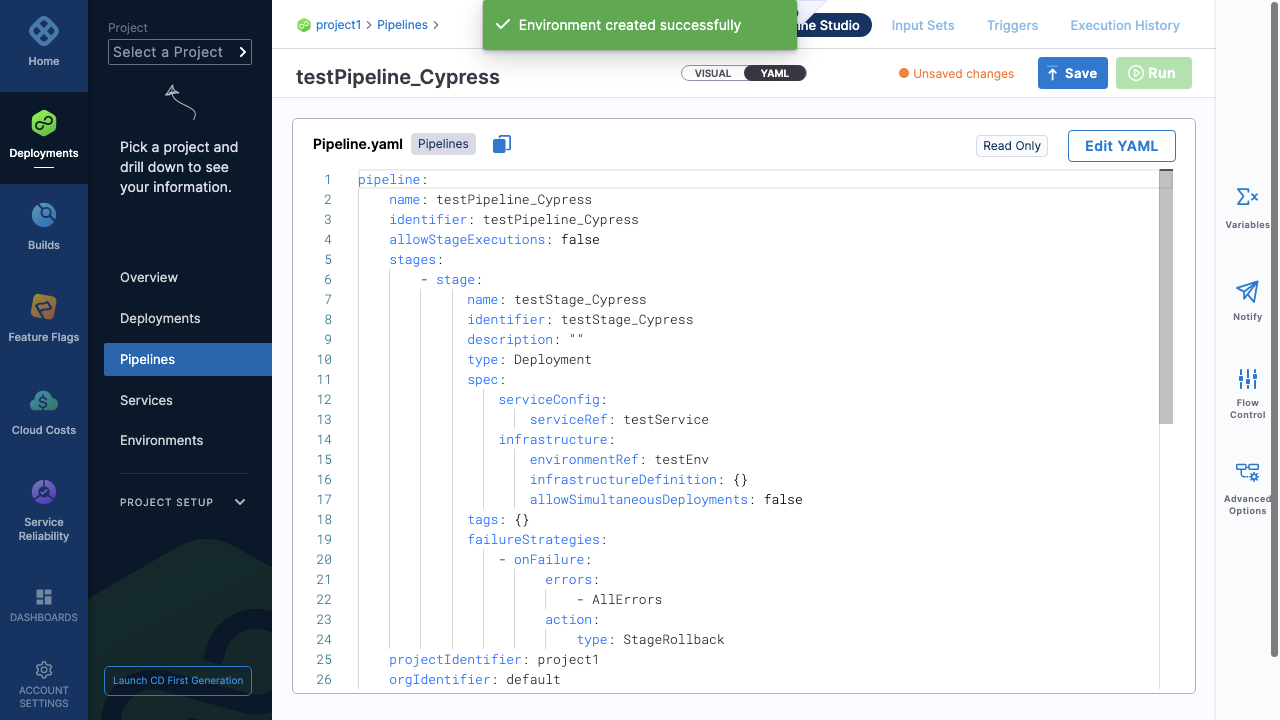 Home
Deployments
Builds
Feature Flags
Cloud Costs
Service
Reliability
DASHBOARDS
ACCOUNT
SETTINGS
Project
Select a Project
Pick a project and
drill down to see
your information.
Overview
Deployments
Pipelines
Services
Environments
PROJECT SETUP
Launch CD First Generation
project1 > Pipelines >
Environment created successfully
ne Studio
Input Sets
Triggers
Execution History
testPipeline_Cypress
VISUAL
YAML
Unsaved changes
Save
Run
Pipeline.yaml
Pipelines
Read Only
Edit YAML
1 pipeline:
2 name: testPipeline_Cypress
3 identifier: testPipeline_Cypress
4 allowStageExecutions: false
5 stages:
6 - stage:
7 name: testStage_Cypress
8 identifier: testStage_Cypress
9 description: ""
10 type: Deployment
11 spec:
12 serviceConfig:
13 serviceRef: testService
14 infrastructure:
15 environmentRef: testEnv
16 infrastructureDefinition: {}
17 allowSimultaneousDeployments: false
18 tags: {}
19 failureStrategies:
20 - onFailure:
21 errors:
22 - AllErrors
23 action:
24 type: StageRollback
25 projectIdentifier: project1
26 orgIdentifier: default
Variables
Notify
Flow
Control
Advanced
Options